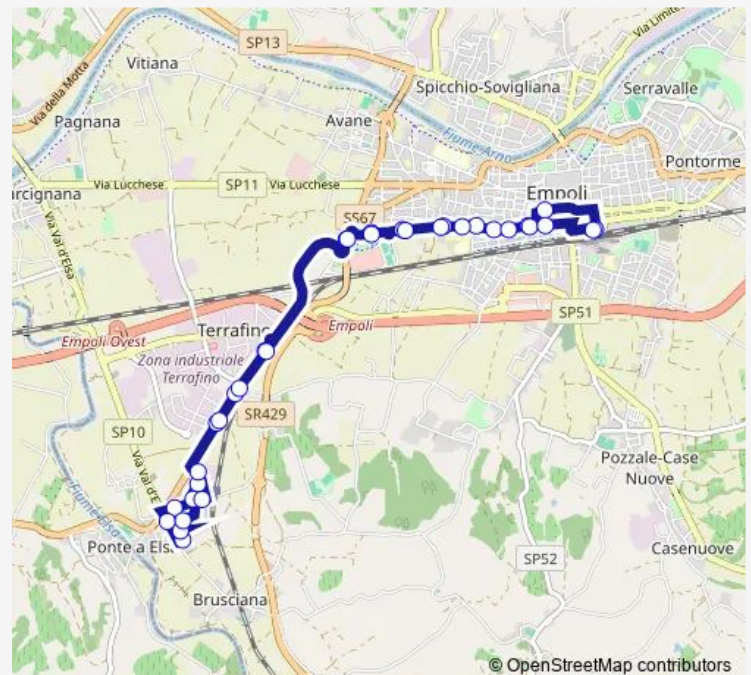 SP13
Via Limite
Vitiana
Via della Motta
Spicchio-Sovigliana
Serravalle
Pagnana
Avane
Fiume Arno
Pontorme
Via Lucchese
SP11
Via Lucchese
arcignana
Empoli
SS67
Via Val d'Elsa
SP51
Terrafino
Empoli
Empoli Ovest
Zona industriale
Terrafino
SR429
SP10
Via Val d'E
Pozzale-Case
Nuove
Fiume Elsa
Ponte a Els
SP52
Casenuove
Brusciana
© OpenStreetMap contributors